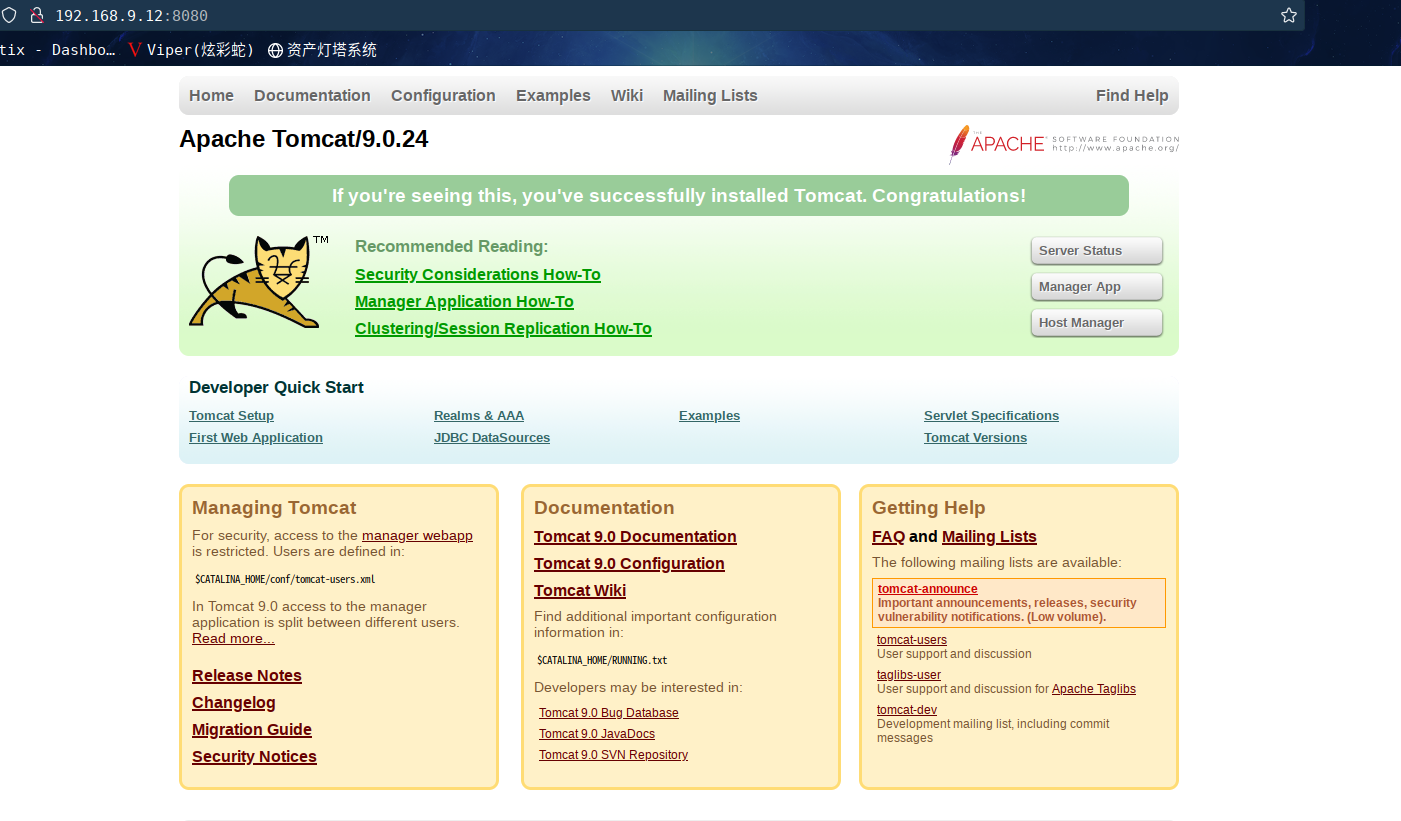 192.168.9.12:8080
tix - Dashbo… Viper(炫彩蛇) 资产灯塔系统
Home Documentation Configuration Examples Wiki Mailing Lists Find Help
Apache Tomcat/9.0.24
THE APACHE SOFTWARE FOUNDATION
http://www.apache.org/
If you're seeing this, you've successfully installed Tomcat. Congratulations!
TM
Recommended Reading:
Security Considerations How-To
Manager Application How-To
Clustering/Session Replication How-To
Server Status
Manager App
Host Manager
Developer Quick Start
Tomcat Setup
First Web Application
Realms & AAA
JDBC DataSources
Examples
Servlet Specifications
Tomcat Versions
Managing Tomcat
For security, access to the manager webapp
is restricted. Users are defined in:
$CATALINA_HOME/conf/tomcat-users.xml
In Tomcat 9.0 access to the manager
application is split between different users.
Read more...
Release Notes
Changelog
Migration Guide
Security Notices
Documentation
Tomcat 9.0 Documentation
Tomcat 9.0 Configuration
Tomcat Wiki
Find additional important configuration
information in:
$CATALINA_HOME/RUNNING.txt
Developers may be interested in:
Tomcat 9.0 Bug Database
Tomcat 9.0 JavaDocs
Tomcat 9.0 SVN Repository
Getting Help
FAQ and Mailing Lists
The following mailing lists are available:
tomcat-announce
Important announcements, releases, security
vulnerability notifications. (Low volume).
tomcat-users
User support and discussion
taglibs-user
User support and discussion for Apache Taglibs
tomcat-dev
Development mailing list, including commit
messages